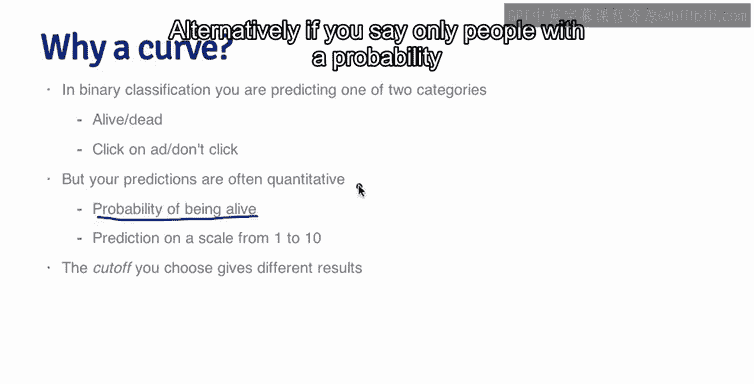 Alternatively if you say only people with
a probability
Why a curve?
· In binary classification you are predicting one of two categories
- Alive/dead
- Click on ad/don't click
· But your predictions are often quantitative
- Probability of being alive
- Prediction on a scale from 1 to 10
· The cutoff you choose gives different results